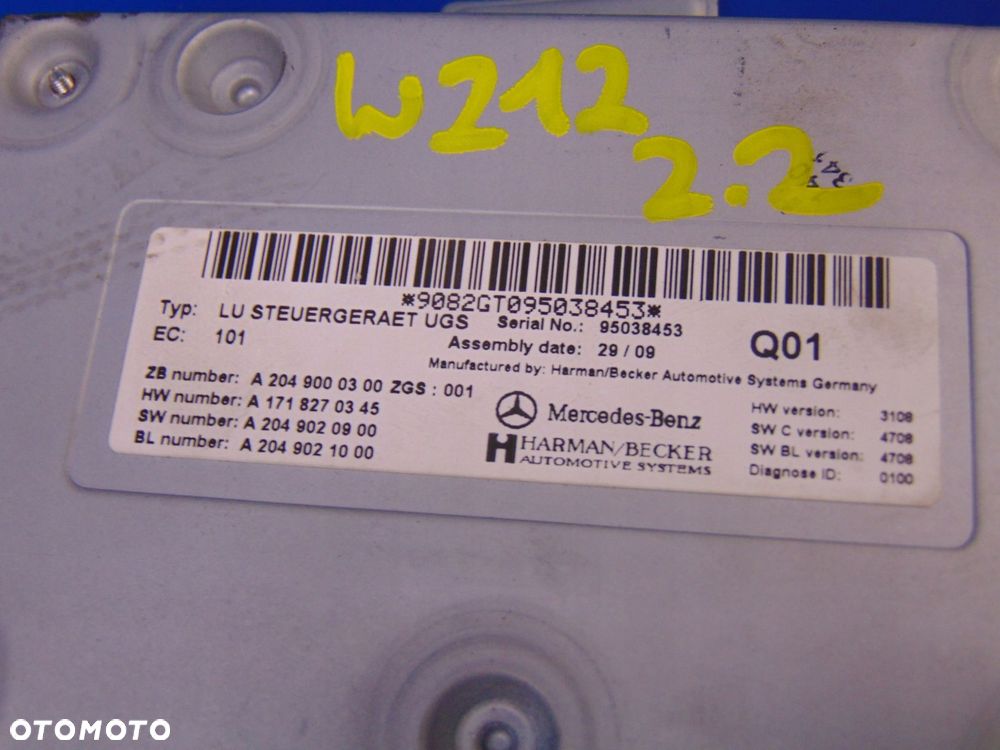 W212
2.2
*9082GT095038453*
Typ: LU STEUERGERAET UGS Serial No.: 95038453
EC: 101 Assembly date: 29 / 09 Q01
Manufactured by: Harman/Becker Automotive Systems Germany
ZB number: A 204 900 03 00 ZGS : 001
HW number: A 171 827 03 45
SW number: A 204 902 09 00
BL number: A 204 902 10 00
Mercedes-Benz
HARMAN/BECKER
AUTOMOTIVE SYSTEMS
HW version: 3108
SW C version: 4708
SW BL version: 4708
Diagnose ID: 0100
OTOMOTO